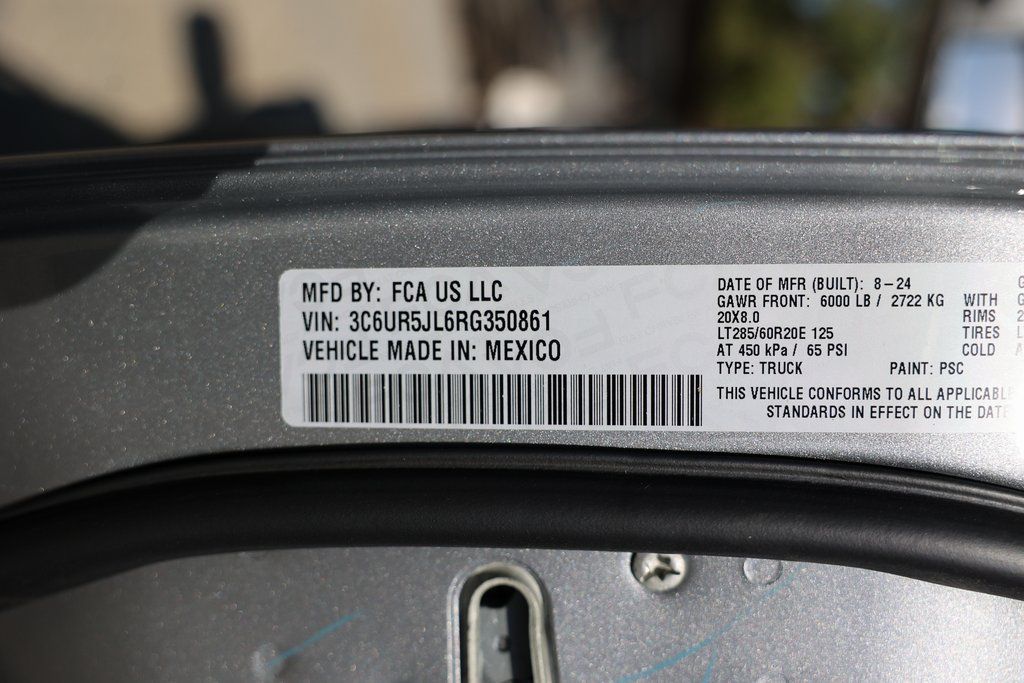 MFD BY: FCA US LLC
VIN: 3C6UR5JL6RG350861
VEHICLE MADE IN: MEXICO
DATE OF MFR (BUILT): 8-24
GAWR FRONT: 6000 LB / 2722 KG WITH
20X8.0 RIMS
LT285/60R20E 125 TIRES
AT 450 kPa / 65 PSI COLD
TYPE: TRUCK PAINT: PSC
THIS VEHICLE CONFORMS TO ALL APPLICABL
STANDARDS IN EFFECT ON THE DATE